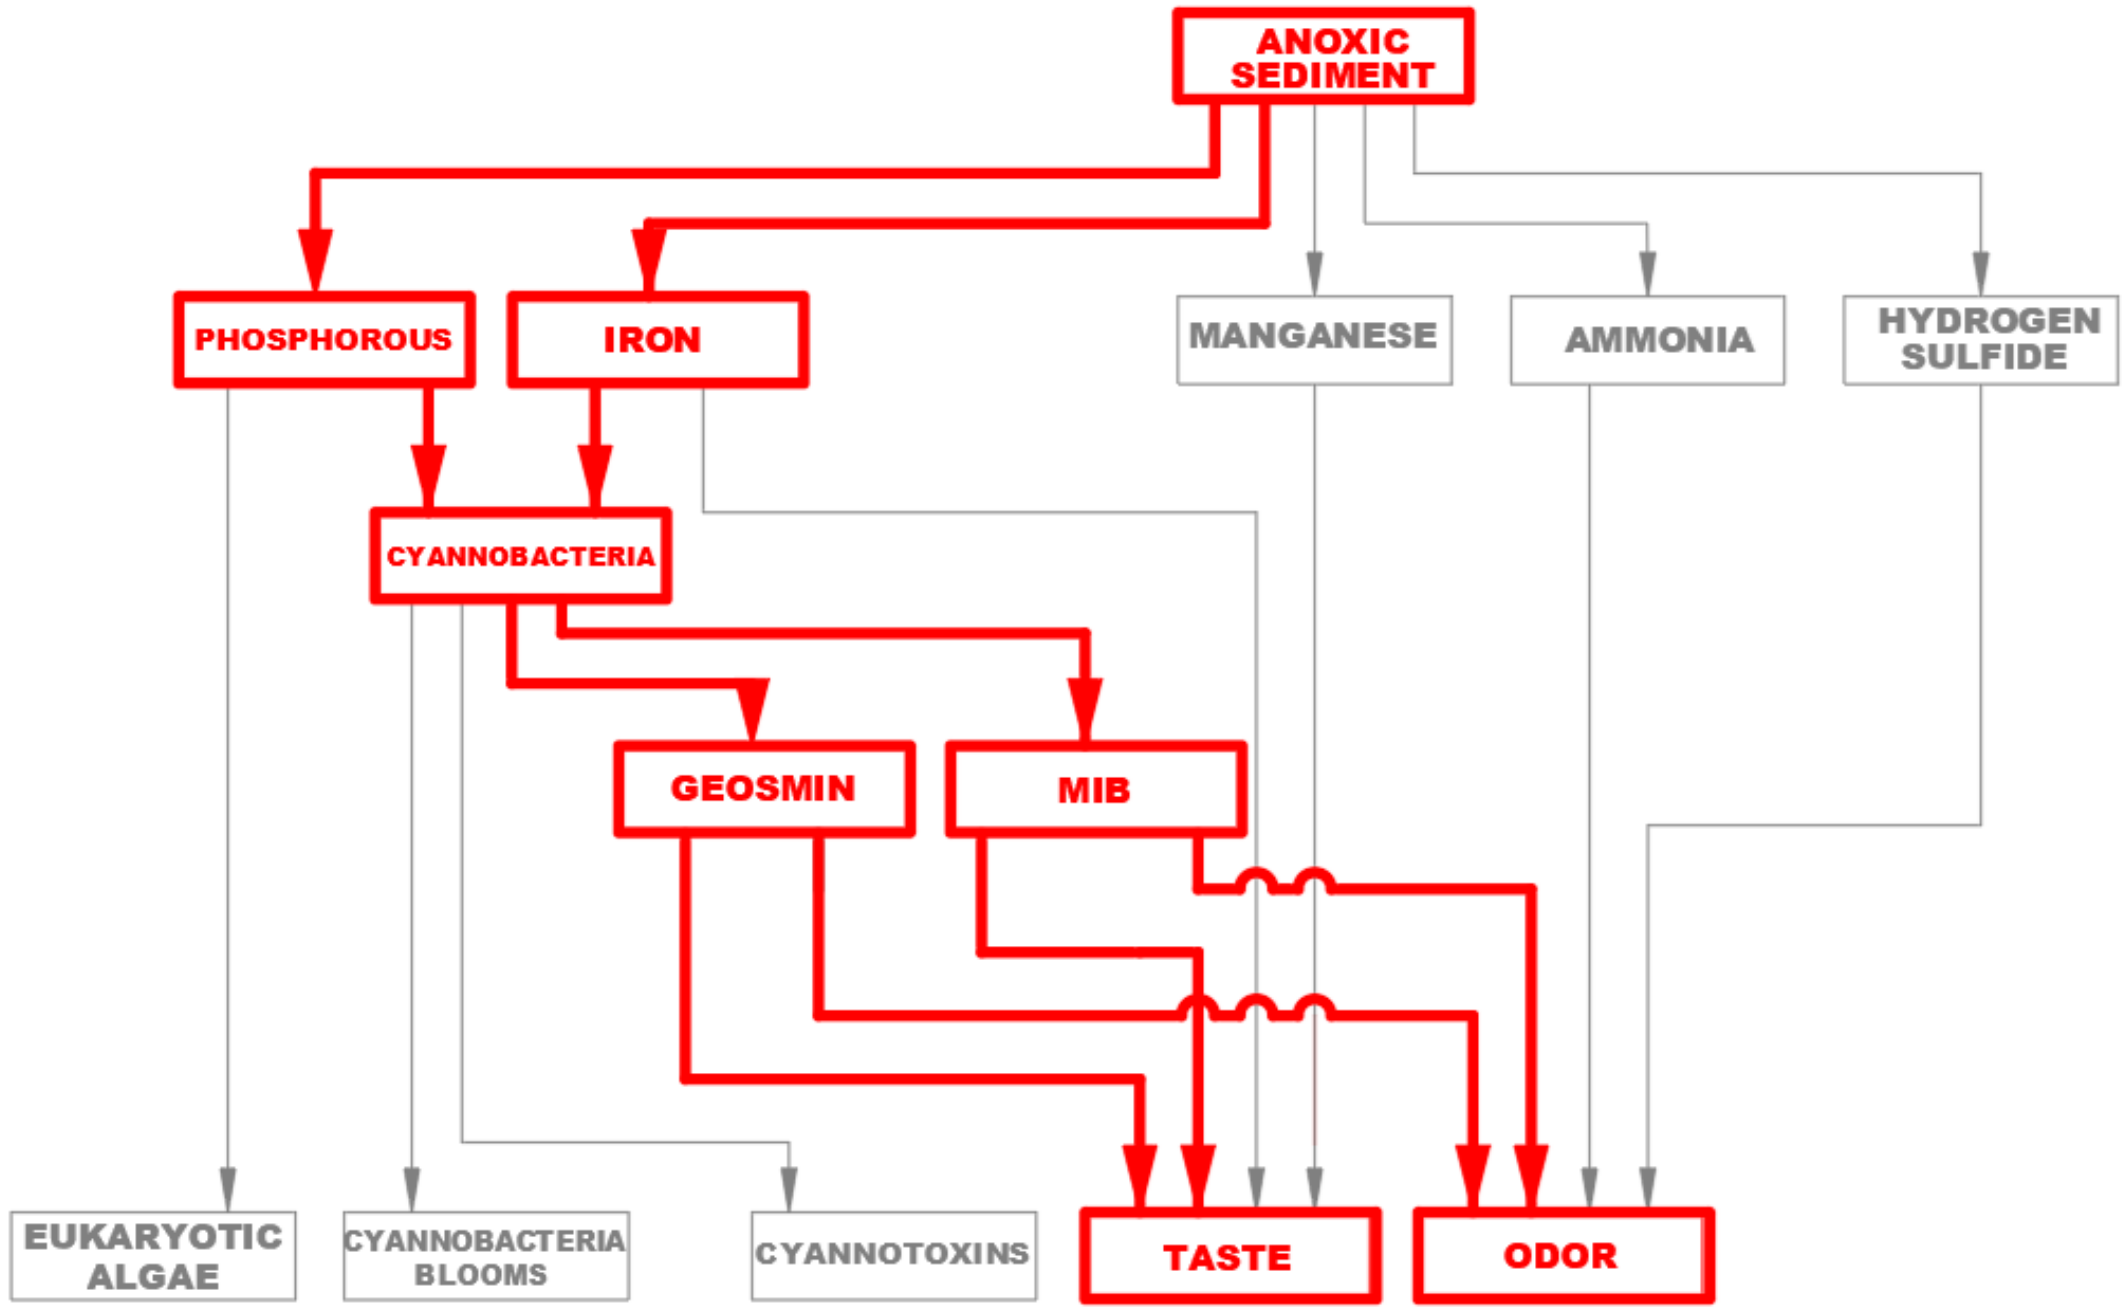 ANOXIC
SEDIMENT
PHOSPHOROUS
IRON
MANGANESE
AMMONIA
HYDROGEN
SULFIDE
CYANNOBACTERIA
GEOSMIN
MIB
EUKARYOTIC
ALGAE
CYANNOBACTERIA
BLOOMS
CYANNOTOXINS
TASTE
ODOR